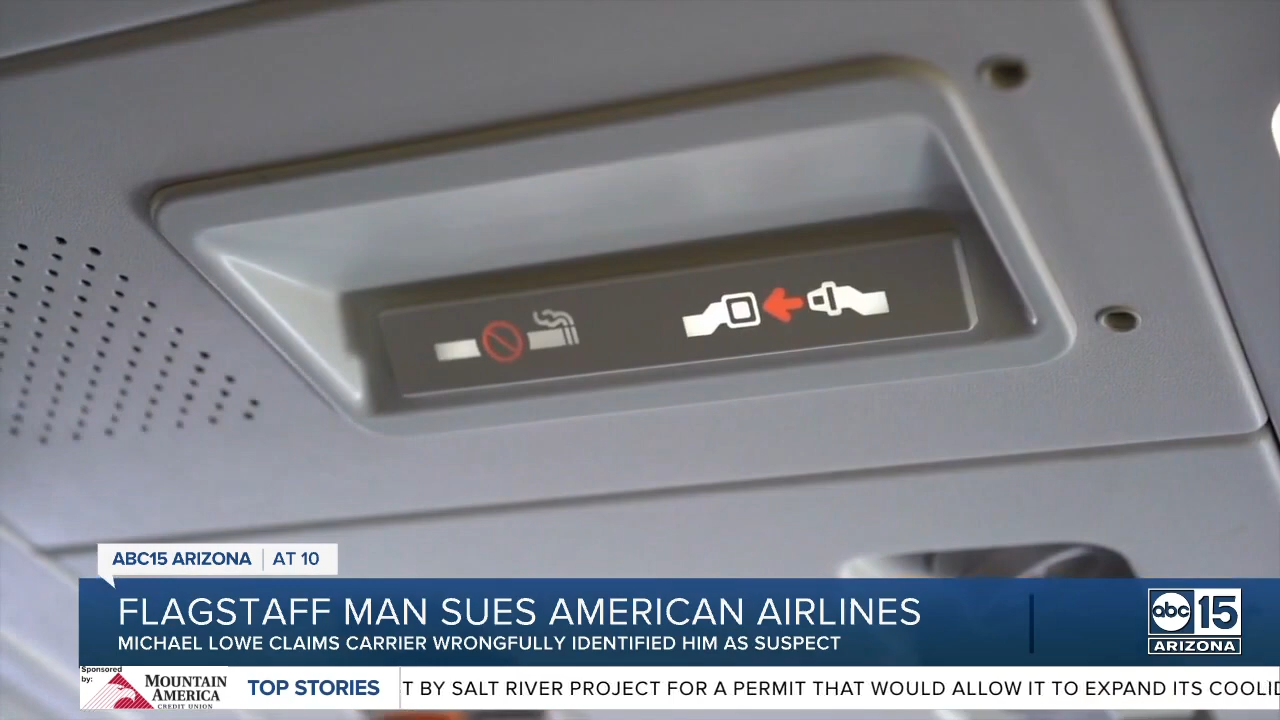 ABC15 ARIZONA | AT 10
FLAGSTAFF MAN SUES AMERICAN AIRLINES
MICHAEL LOWE CLAIMS CARRIER WRONGFULLY IDENTIFIED HIM AS SUSPECT
abc 15
ARIZONA
Sponsored
by:
MOUNTAIN
AMERICA
CREDIT UNION
TOP STORIES
T BY SALT RIVER PROJECT FOR A PERMIT THAT WOULD ALLOW IT TO EXPAND ITS